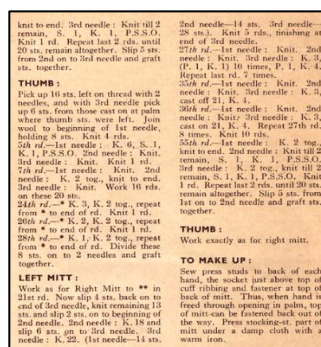 knit to end. 3rd needle : Knit till 2
remain, S. 1, K. 1, P.S.S.O.
Knit 1 rd. Repeat last 2 rds. until
20 sts. remain altogether. Slip 5 sts.
from 2nd on to 3rd needle and graft
sts. together.
THUMB :
Pick up 16 sts. left on thread with 2
needles, and with 3rd needle pick
up 6 sts. from those cast on at palm
where thumb sts. were left. Join
wool to beginning of 1st needle,
holding 8 sts. Knit 4 rds.
5th rd.—1st needle : K. 6, S. 1,
K. 1, P.S.S.O. 2nd needle : Knit.
3rd needle : Knit. Knit 1 rd.
7th rd.—1st needle : Knit. 2nd
needle : K. 2 tog., knit to end.
3rd needle : Knit. Work 16 rds.
on these 20 sts.
24th rd.—* K. 3, K. 2 tog., repeat
from * to end of rd. Knit 1 rd.
26th rd.—* K. 2, K. 2 tog., repeat
from * to end of rd. Knit 1 rd.
28th rd.—* K. 1, K. 2 tog., repeat
from * to end of rd. Divide these
8 sts. on to 2 needles and graft
together.
LEFT MITT :
Work as for Right Mitt to ** in
21st rd. Now slip 4 sts. back on to
end of 3rd needle, knit remaining 13
sts. and slip 2 sts. on to beginning of
2nd needle. 2nd needle : K. 18 and
slip 6 sts. on to 3rd needle. 3rd
needle : K. 22. (1st needle—14 sts.
2nd needle—14 sts. 3rd needle—
28 sts.). Knit 5 rds., finishing at
end of 3rd needle.
27th rd.—1st needle : Knit. 2nd
needle : Knit. 3rd needle : K. 3,
(P. 1, K. 1) 10 times, P. 1, K. 4.
Repeat last rd. 7 times.
35th rd.—1st needle : Knit. 2nd
needle : Knit. 3rd needle : K. 3,
cast off 21, K. 4.
36th rd.—1st needle : Knit. 2nd
needle : Knit. 3rd needle : K. 3,
cast on 21, K. 4. Repeat 27th rd.
8 times. Knit 10 rds.
55th rd.—1st needle : K. 2 tog.,
knit to end. 2nd needle : Knit till 2
remain, S. 1, K. 1, P.S.S.O.
3rd needle : K. 2 tog., knit till 2
remain, S. 1, K. 1, P.S.S.O. Knit
1 rd. Repeat last 2 rds. until 20 sts.
remain altogether. Slip 5 sts. from
1st on to 2nd needle and graft sts.
together.
THUMB :
Work exactly as for right mitt.
TO MAKE UP :
Sew press studs to back of each
hand, the socket just above top of
cuff ribbing and fastener at top of
back of mitt. Thus, when hand is
freed through opening in palm, top
of mitt can be fastened back out of
the way. Press stocking-st. part of
mitt under a damp cloth with a
warm iron.